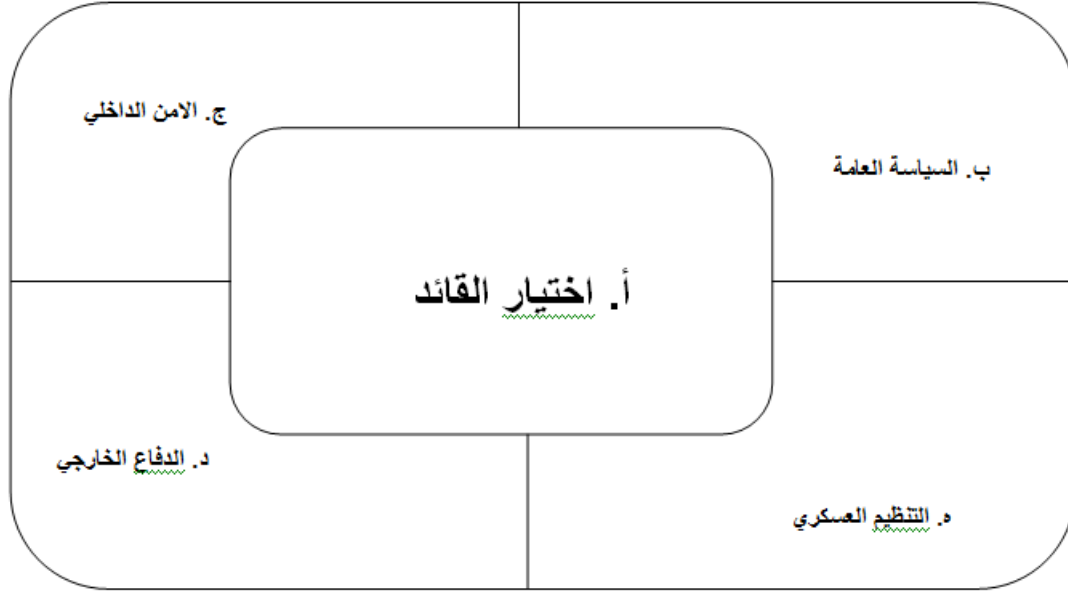 أ. اختيار القائد
ب. السياسة العامة
ج. الامن الداخلي
د. الدفاع الخارجي
ه. التنظيم العسكري